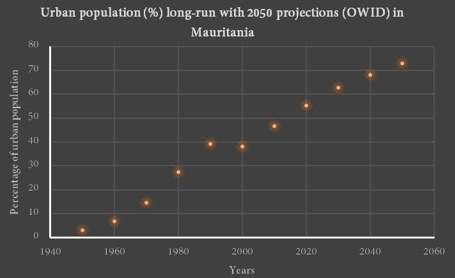 Urban population (%) long-run with 2050 projections (OWID) in
Mauritania
80
70
60
50
40
30
20
10
0
Percentage of urban population
1940 1960 1980 2000 2020 2040 2060
Years